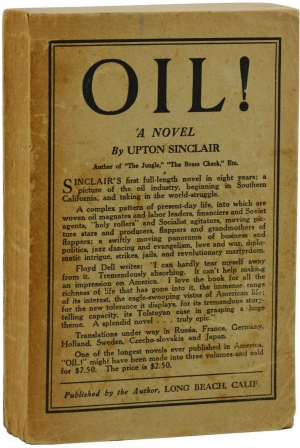 OIL!
A NOVEL
By UPTON SINCLAIR
Author of "The Jungle," "The Brass Check," Etc.
SINCLAIR'S first full-length novel in eight years; a
picture of the oil industry, beginning in Southern
California, and taking in the world-struggle.
A complex pattern of present-day life, into which are
woven oil magnates and labor leaders, financiers and Soviet
agents, "holy rollers" and Socialist agitators, moving pic-
ture stars and producers, flappers and grandmothers of
flappers; a swiftly moving panorama of business and
politics, jazz dancing and evangelism, love and war, diplo-
matic intrigue, strikes, jails, and revolutionary martyrdom.
Floyd Dell writes: "I can hardly tear myself away
from it. Tremendously absorbing. It can't help making
an impression on America. I love the book for all the
richness of life that has gone into it, the immense range
of its interest, the eagle-swooping vistas of American life;
for the new tolerance it displays, for its tremendous story-
telling capacity, its Tolstoyan ease in grasping a large
theme. A splendid novel . . . truly epic."
Translations under way in Russia, France, Germany,
Holland, Sweden, Czecho-slovakia and Japan.
One of the longest novels ever published in America,
"OIL!" might have been made into three volumes and sold
for $7.50. The price is $2.50.
Published by the Author, LONG BEACH, CALIF.